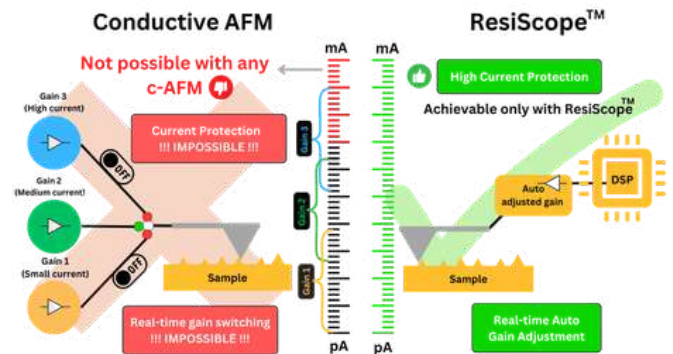 Conductive AFM
ResiScope™
mA
mA
Not possible with any
c-AFM
Gain 3
(High current)
Current Protection
!!! IMPOSSIBLE !!!
OFF
Gain 2
(Medium current)
Gain 1
(Small current)
OFF
Sample
Real-time gain switching
!!! IMPOSSIBLE !!!
Gain 3
Gain 2
Gain 1
pA
pA
High Current Protection
Achievable only with ResiScope™
Auto
adjusted gain
DSP
Sample
Real-time Auto
Gain Adjustment